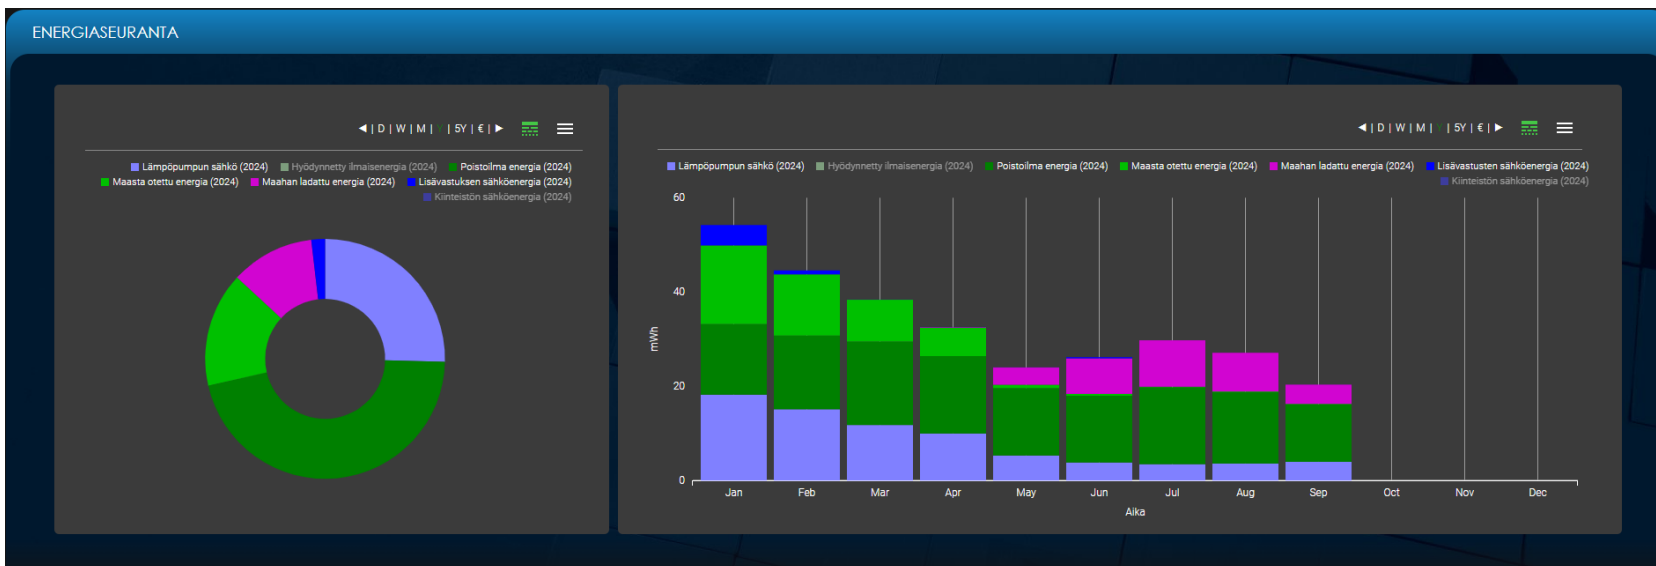 ENERGIASEURANTA
◄ | D | W | M | Y | 5Y | € | ►
Lämpöpumpun sähkö (2024) Hyödynnetty ilmaisenergia (2024) Poistoilma energia (2024)
Maasta otettu energia (2024) Maahan ladattu energia (2024) Lisävastuksen sähköenergia (2024)
Kiinteistön sähköenergia (2024)
◄ | D | W | M | Y | 5Y | € | ►
Lämpöpumpun sähkö (2024) Hyödynnetty ilmaisenergia (2024) Poistoilma energia (2024) Maasta otettu energia (2024) Maahan ladattu energia (2024) Lisävastusten sähköenergia (2024)
Kiinteistön sähköenergia (2024)
60
40
mWh
20
0
Jan Feb Mar Apr May Jun Jul Aug Sep Oct Nov Dec
Aika